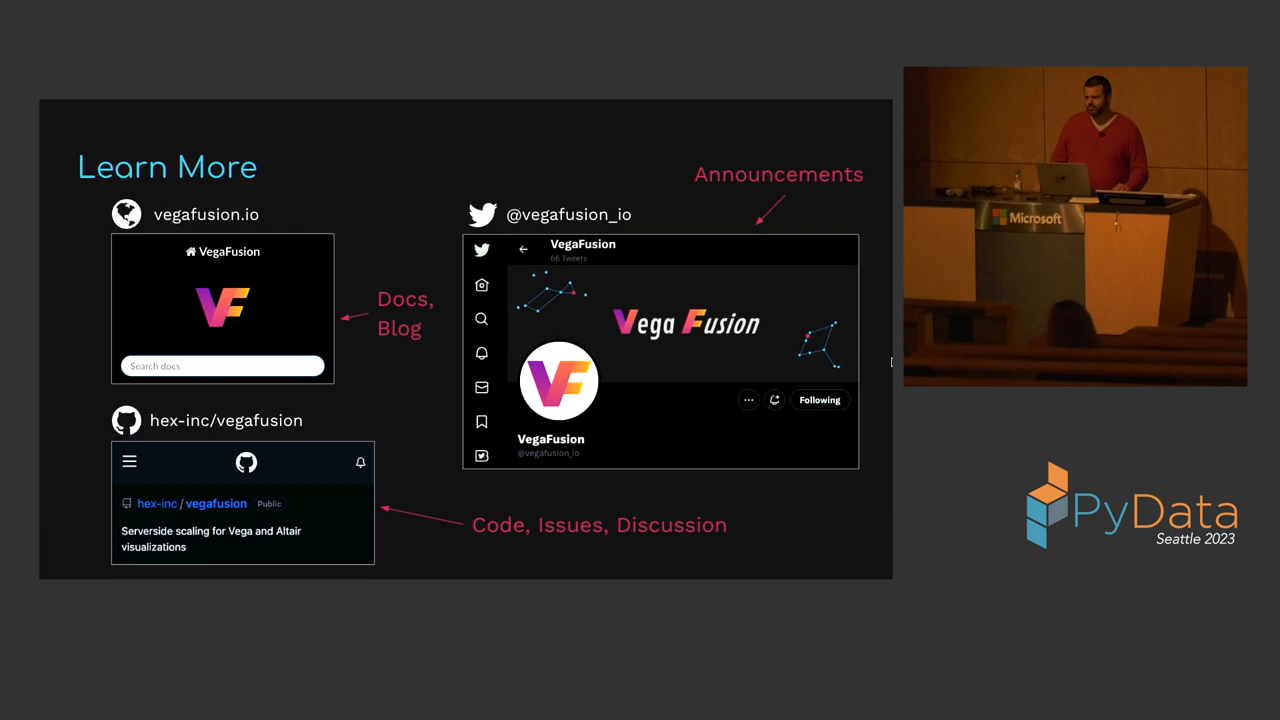 Learn More
vegafusion.io
VegaFusion
VF
Search docs
Docs,
Blog
hex-inc/vegafusion
hex-inc / vegafusion Public
Serverside scaling for Vega and Altair
visualizations
Code, Issues, Discussion
Announcements
@vegafusion_io
VegaFusion
66 Tweets
Vega Fusion
VF
Following
VegaFusion
@vegafusion_io
Microsoft
PyData
Seattle 2023